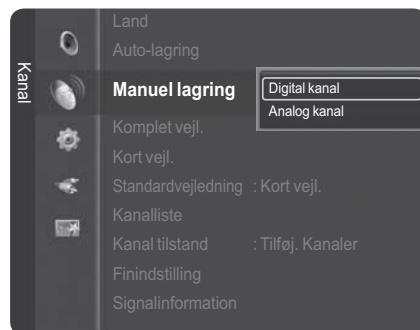 Kanal
Land
Auto-lagring
Manuel lagring
Digital kanal
Analog kanal
Komplet vejl.
Kort vejl.
Standardvejledning : Kort vejl.
Kanalliste
Kanal tilstand : Tilføj. Kanaler
Finindstilling
Signalinformation